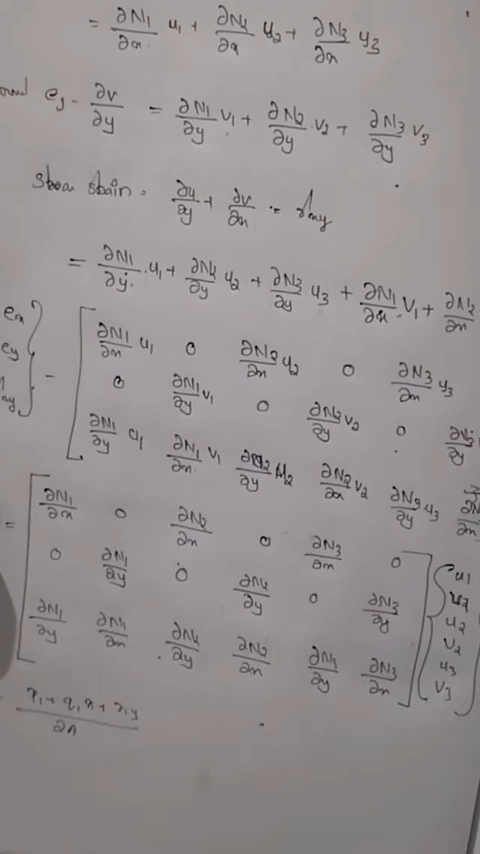 = ∂N1/∂x u1 + ∂N2/∂x u2 + ∂N3/∂x u3
ey = ∂v/∂y = ∂N1/∂y v1 + ∂N2/∂y v2 + ∂N3/∂y v3
Shear strain = ∂u/∂y + ∂v/∂x = γxy
= ∂N1/∂y u1 + ∂N2/∂y u2 + ∂N3/∂y u3 + ∂N1/∂x v1 + ∂N2/∂x
ex ∂N1/∂x u1 0 ∂N2/∂x u2 0 ∂N3/∂x u3
ey = 0 ∂N1/∂y v1 0 ∂N2/∂y v2 0 ∂N3/∂y
xy ∂N1/∂y u1 ∂N1/∂x v1 ∂N2/∂y u2 ∂N2/∂x v2 ∂N3/∂y u3
= ∂N1/∂x 0 ∂N2/∂x 0 ∂N3/∂x 0 u1
0 ∂N1/∂y 0 ∂N2/∂y 0 ∂N3/∂y u2
∂N1/∂y ∂N1/∂x ∂N2/∂y ∂N2/∂x ∂N1/∂y ∂N3/∂x v2
u3
v3